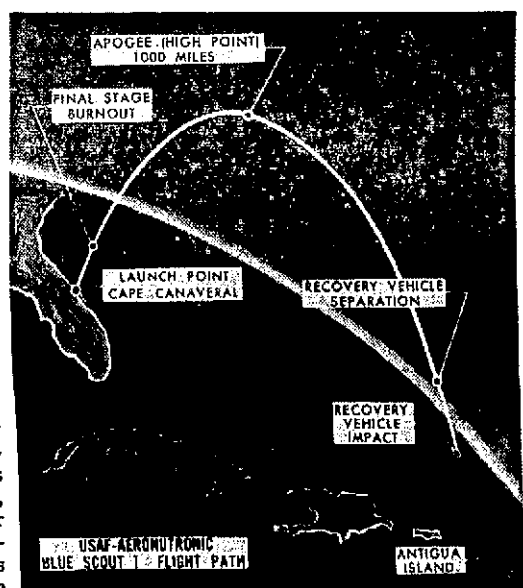 APOGEE (HIGH POINT)
1000 MILES
FINAL STAGE
BURNOUT
LAUNCH POINT
CAPE CANAVERAL
RECOVERY VEHICLE
SEPARATION
RECOVERY
VEHICLE
IMPACT
USAF-AERONUTRONIC
BLUE SCOUT I FLIGHT PATH
ANTIGUA
ISLAND